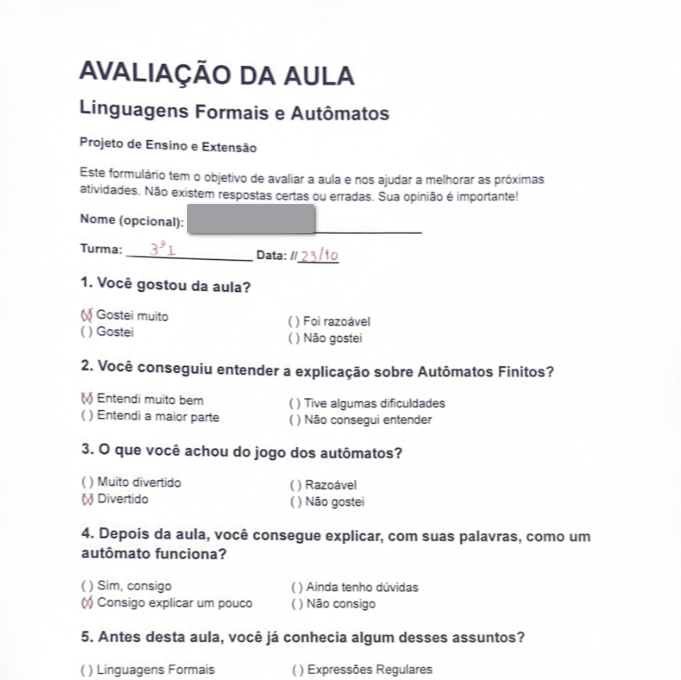 AVALIAÇÃO DA AULA
Linguagens Formais e Autômatos
Projeto de Ensino e Extensão
Este formulário tem o objetivo de avaliar a aula e nos ajudar a melhorar as próximas
atividades. Não existem respostas certas ou erradas. Sua opinião é importante!
Nome (opcional):
Turma: 3º1 Data: // 23/10
1. Você gostou da aula?
(X) Gostei muito
( ) Gostei
( ) Foi razoável
( ) Não gostei
2. Você conseguiu entender a explicação sobre Autômatos Finitos?
(X) Entendi muito bem
( ) Entendi a maior parte
( ) Tive algumas dificuldades
( ) Não consegui entender
3. O que você achou do jogo dos autômatos?
( ) Muito divertido
(X) Divertido
( ) Razoável
( ) Não gostei
4. Depois da aula, você consegue explicar, com suas palavras, como um
autômato funciona?
( ) Sim, consigo
(X) Consigo explicar um pouco
( ) Ainda tenho dúvidas
( ) Não consigo
5. Antes desta aula, você já conhecia algum desses assuntos?
( ) Linguagens Formais
( ) Expressões Regulares